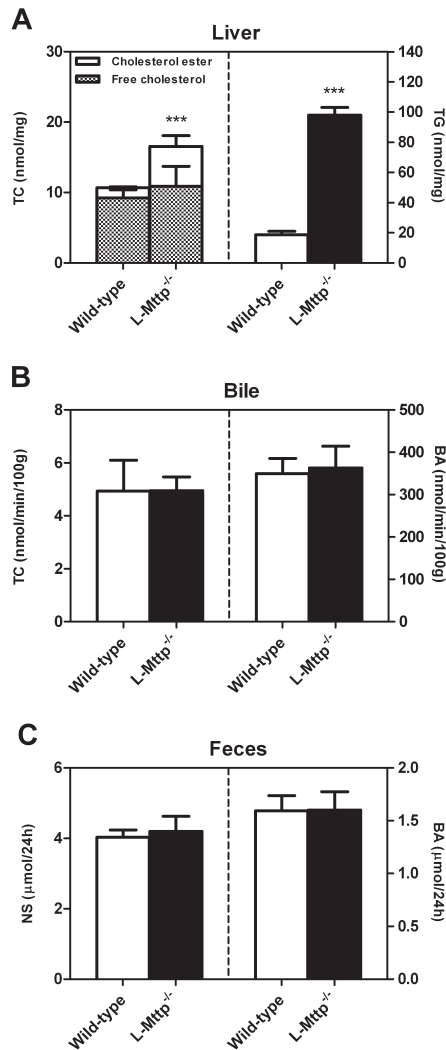 A
Liver
Cholesterol ester
Free cholesterol
TC (nmol/mg)
30
20
10
0
***
***
TG (nmol/mg)
140
120
100
80
60
40
20
0
Wild-type
L-Mttp-/-
Wild-type
L-Mttp-/-
B
Bile
TC (nmol/min/100g)
8
6
4
2
0
BA (nmol/min/100g)
500
400
300
200
100
0
Wild-type
L-Mttp-/-
Wild-type
L-Mttp-/-
C
Feces
NS (µmol/24h)
6
4
2
0
BA (µmol/24h)
2.0
1.5
1.0
0.5
0.0
Wild-type
L-Mttp-/-
Wild-type
L-Mttp-/-